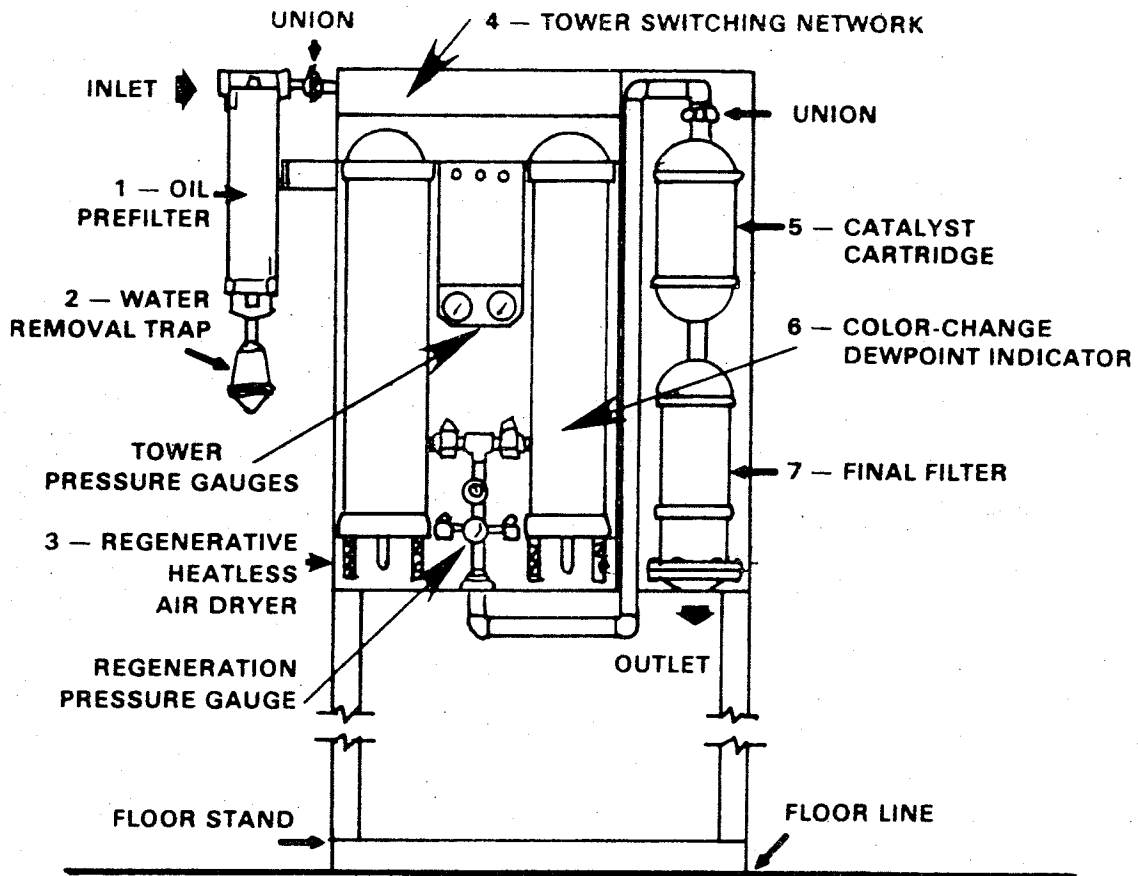 UNION
4 — TOWER SWITCHING NETWORK
INLET
UNION
1 — OIL
PREFILTER
5 — CATALYST
CARTRIDGE
2 — WATER
REMOVAL TRAP
6 — COLOR-CHANGE
DEWPOINT INDICATOR
TOWER
PRESSURE GAUGES
7 — FINAL FILTER
3 — REGENERATIVE
HEATLESS
AIR DRYER
REGENERATION
PRESSURE GAUGE
OUTLET
FLOOR STAND
FLOOR LINE